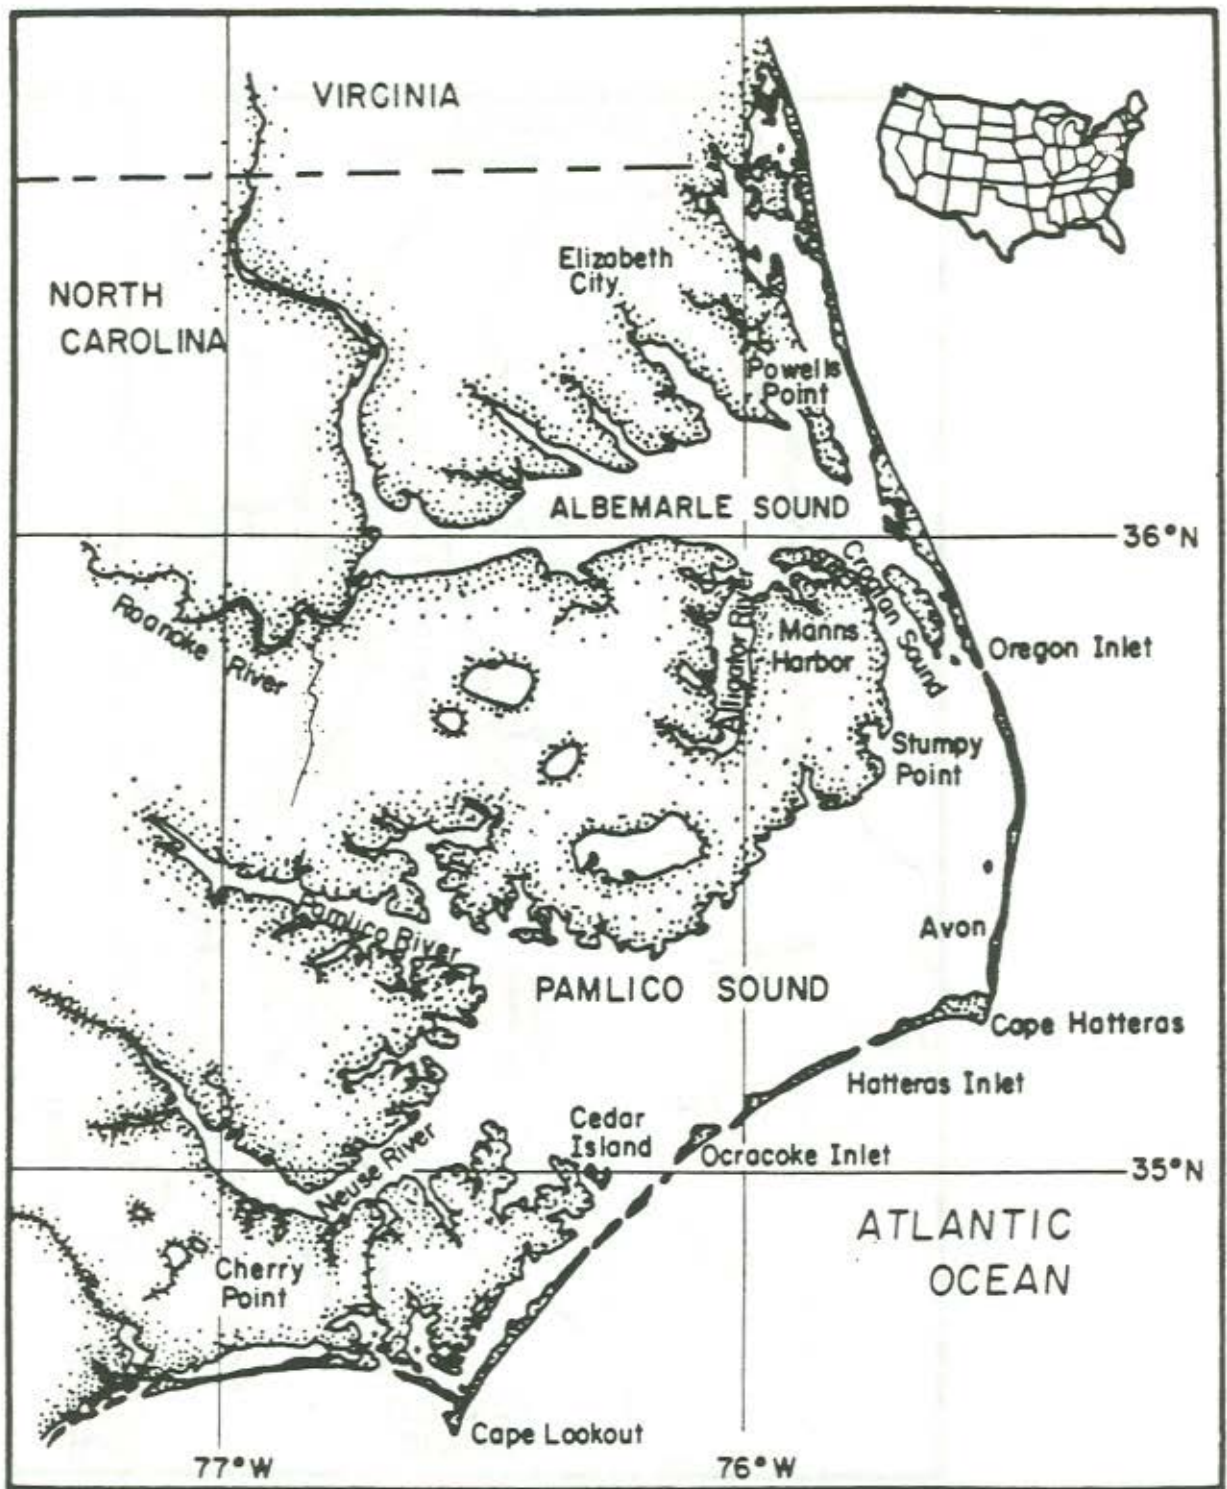 VIRGINIA
NORTH
CAROLINA
Elizabeth
City
Powells
Point
ALBEMARLE SOUND
36°N
Croatan Sound
Roanoke River
Alligator River
Manns
Harbor
Oregon Inlet
Stumpy
Point
Pamlico River
Avon
PAMLICO SOUND
Cape Hatteras
Hatteras Inlet
Cedar
Island
Neuse River
Ocracoke Inlet
35°N
ATLANTIC
OCEAN
Cherry
Point
Cape Lookout
77°W
76°W